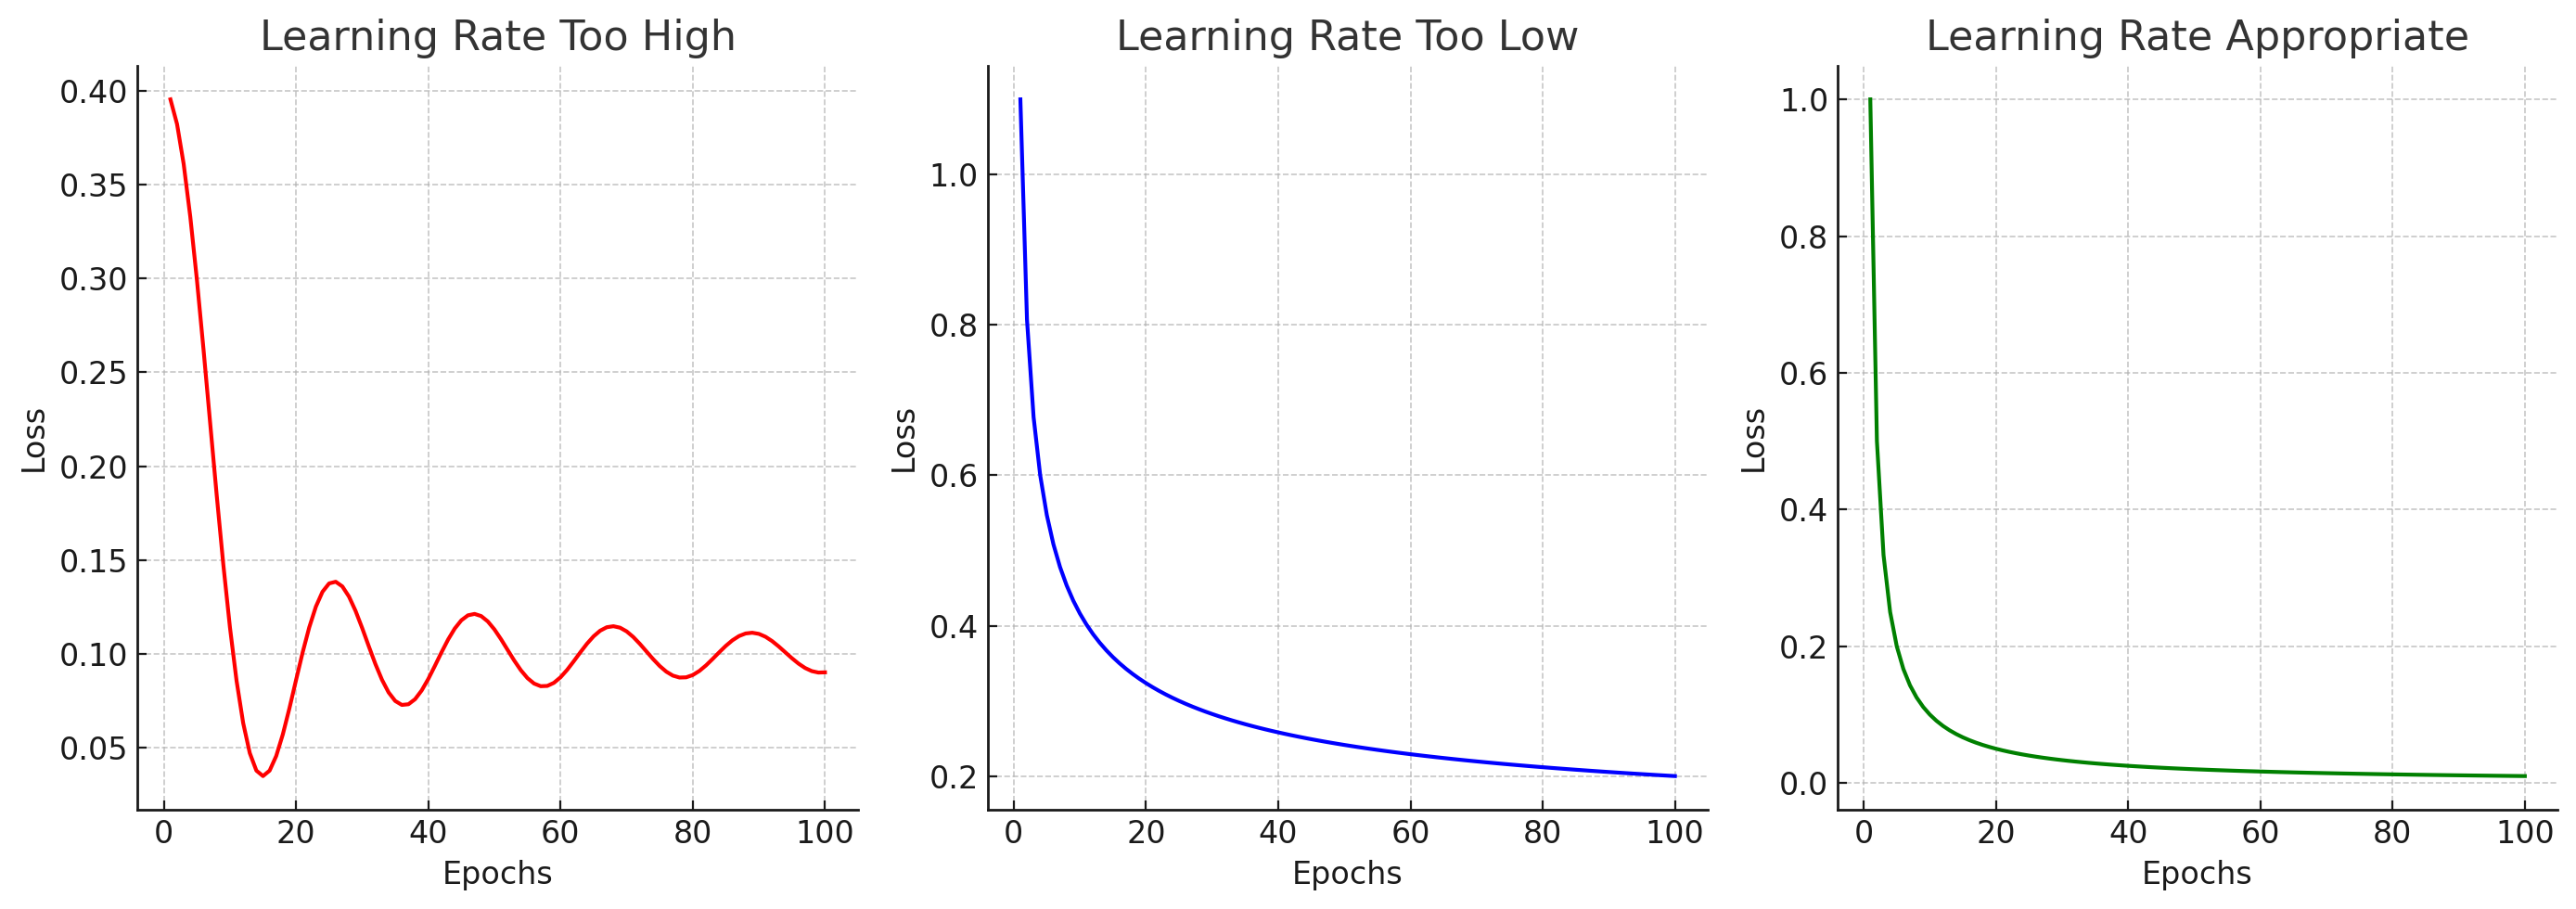 Learning Rate Too High
0.40
0.35
0.30
0.25
0.20
0.15
0.10
0.05
Loss
0 20 40 60 80 100
Epochs
Learning Rate Too Low
1.0
0.8
0.6
0.4
0.2
Loss
0 20 40 60 80 100
Epochs
Learning Rate Appropriate
1.0
0.8
0.6
0.4
0.2
0.0
Loss
0 20 40 60 80 100
Epochs